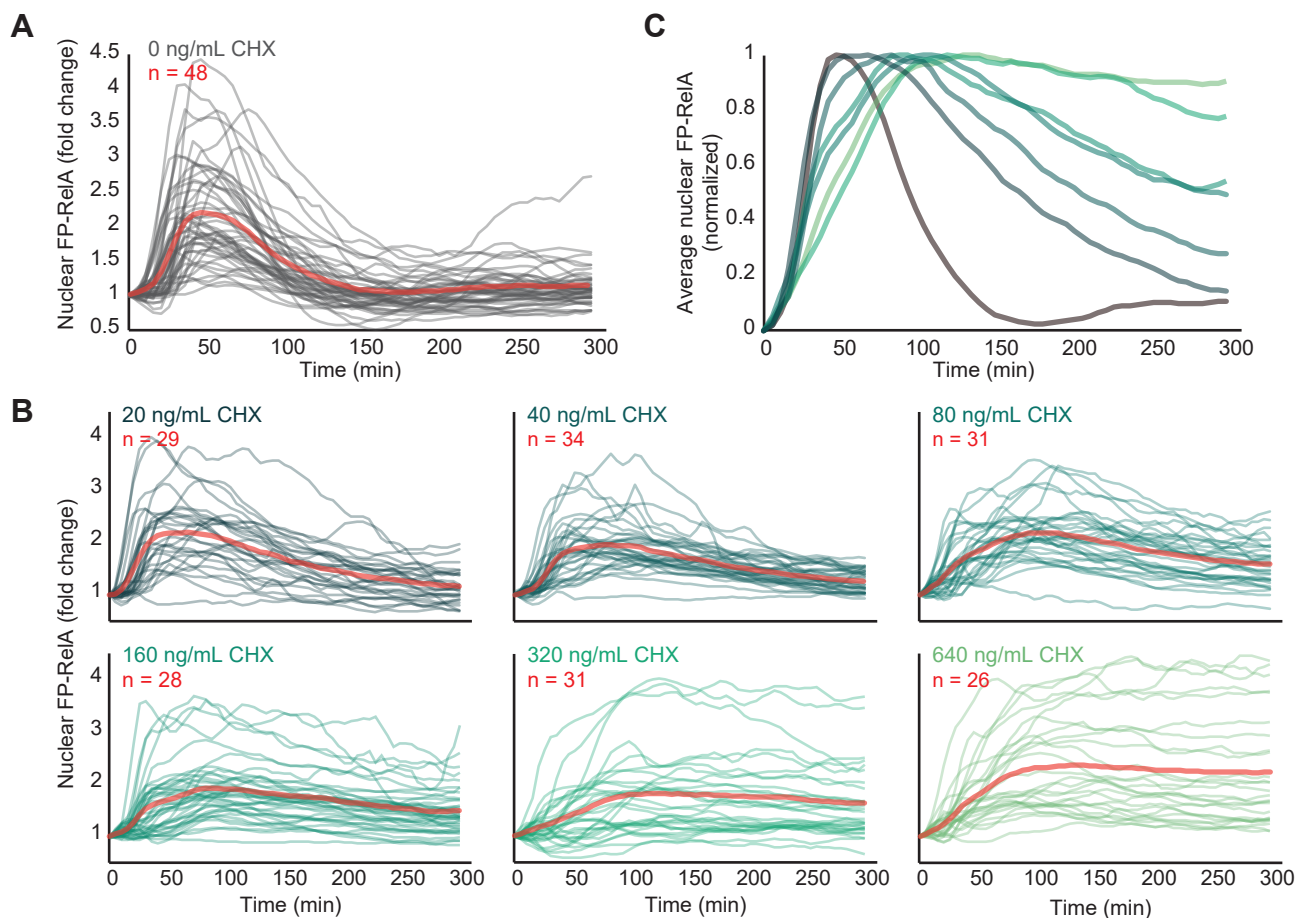 A
0 ng/mL CHX
n = 48
Nuclear FP-RelA (fold change)
4.5
4
3.5
3
2.5
2
1.5
1
0.5
0 50 100 150 200 250 300
Time (min)
C
Average nuclear FP-RelA
(normalized)
1
0.8
0.6
0.4
0.2
0
0 50 100 150 200 250 300
Time (min)
B
Nuclear FP-RelA (fold change)
20 ng/mL CHX
n = 29
4
3
2
1
40 ng/mL CHX
n = 34
80 ng/mL CHX
n = 31
160 ng/mL CHX
n = 28
4
3
2
1
0 50 100 150 200 250 300
Time (min)
320 ng/mL CHX
n = 31
0 50 100 150 200 250 300
Time (min)
640 ng/mL CHX
n = 26
0 50 100 150 200 250 300
Time (min)